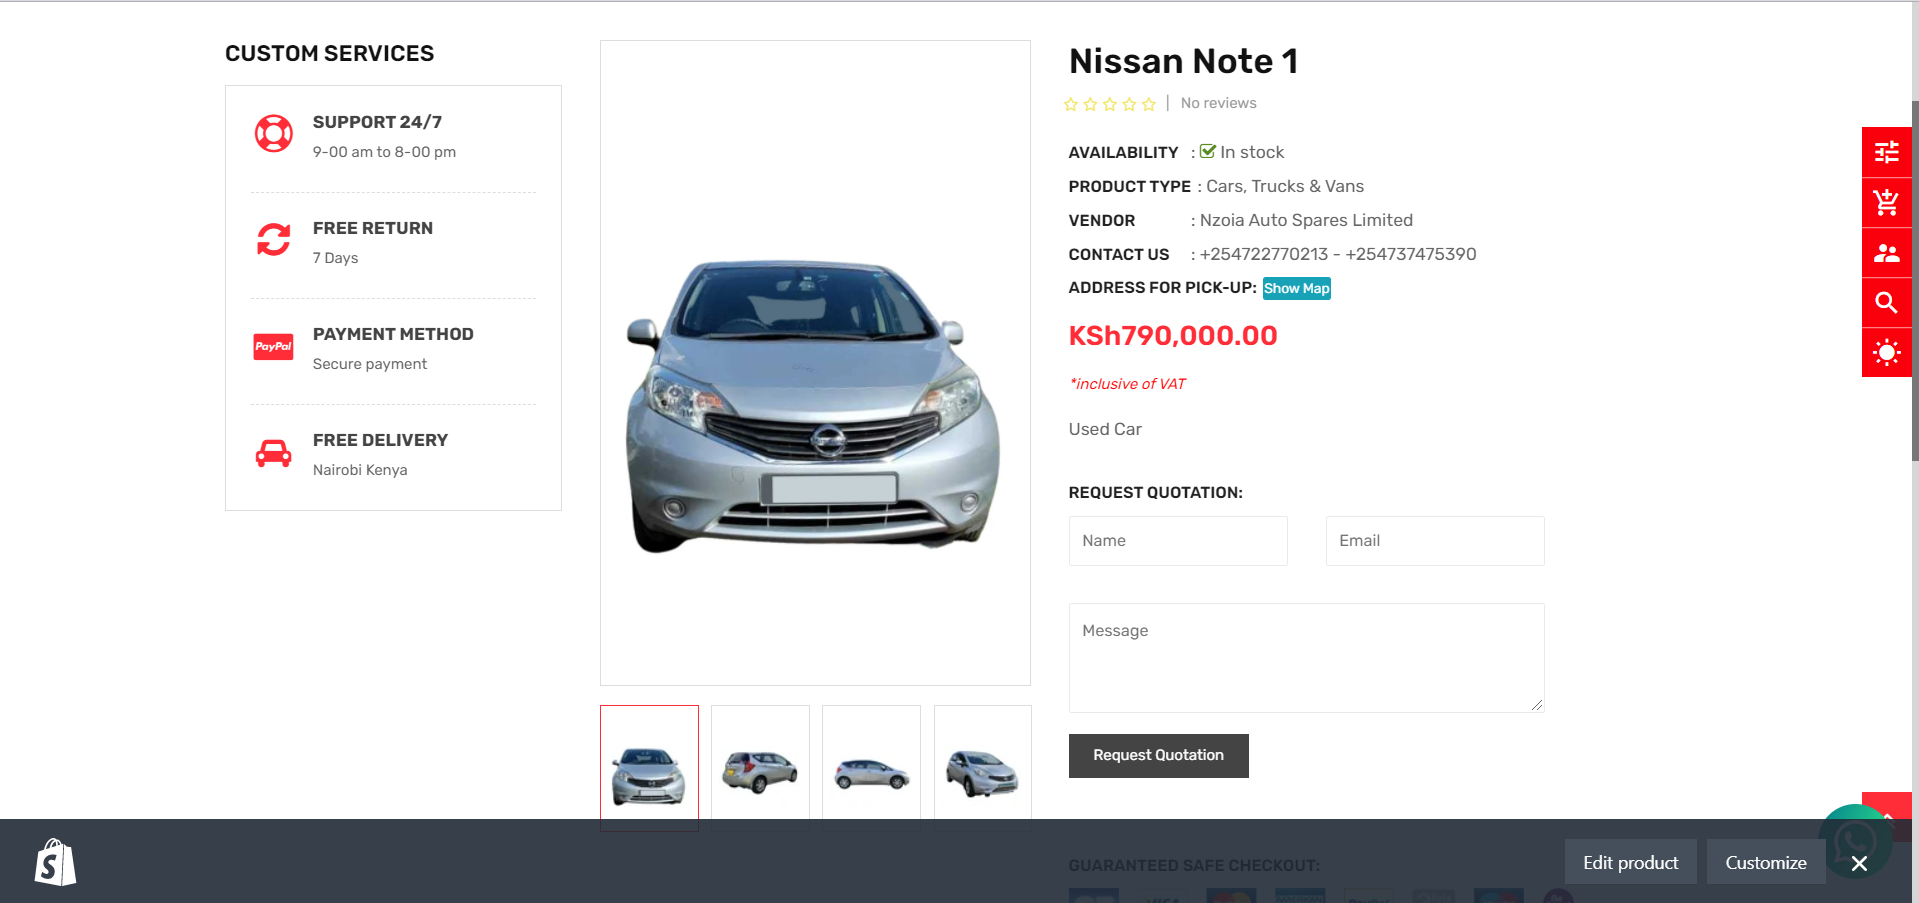 CUSTOM SERVICES
SUPPORT 24/7
9-00 am to 8-00 pm
FREE RETURN
7 Days
PayPal
PAYMENT METHOD
Secure payment
FREE DELIVERY
Nairobi Kenya
Nissan Note 1
| No reviews
AVAILABILITY : In stock
PRODUCT TYPE : Cars, Trucks & Vans
VENDOR : Nzoia Auto Spares Limited
CONTACT US : +254722770213 - +254737475390
ADDRESS FOR PICK-UP: Show Map
KSh790,000.00
*inclusive of VAT
Used Car
REQUEST QUOTATION:
Name
Email
Message
Request Quotation
GUARANTEED SAFE CHECKOUT:
Edit product
Customize